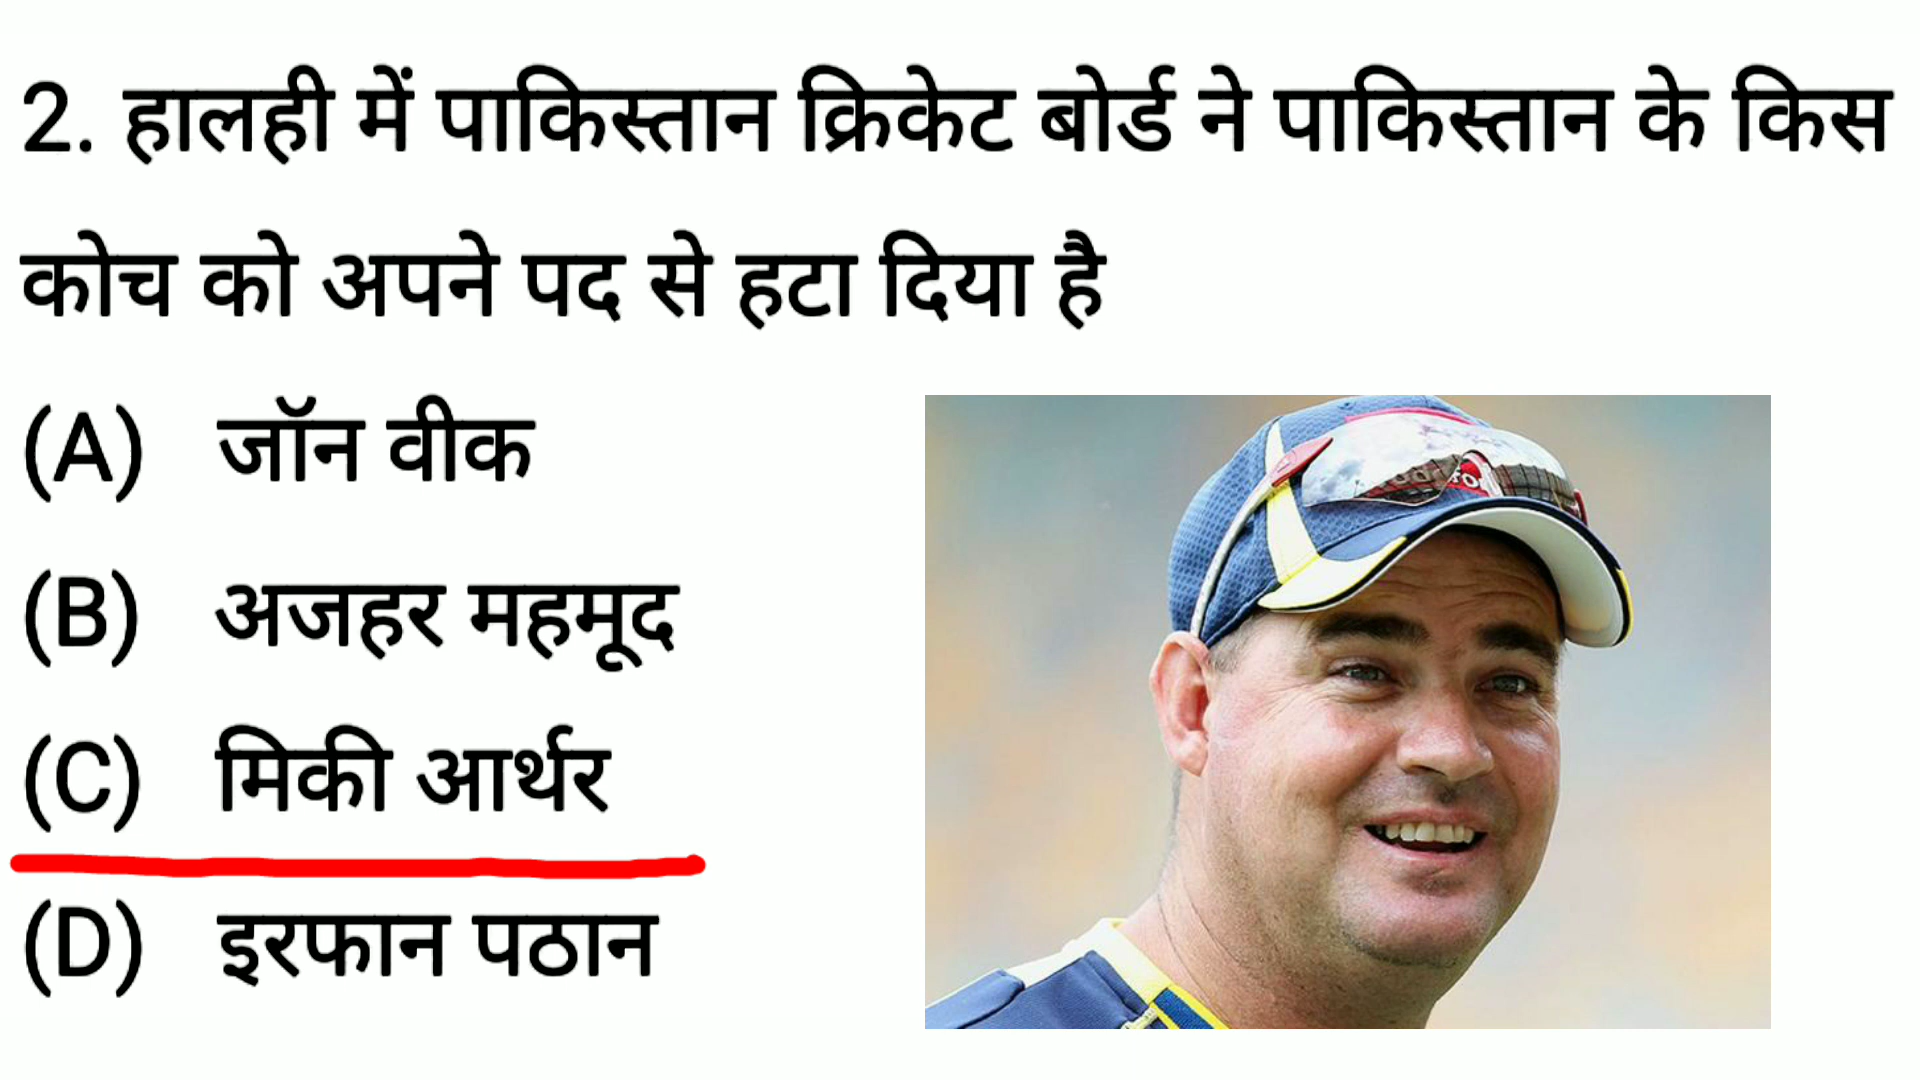 2. हालही में पाकिस्तान क्रिकेट बोर्ड ने पाकिस्तान के किस
कोच को अपने पद से हटा दिया है
(A) जॉन वीक
(B) अजहर महमूद
(C) मिकी आर्थर
(D) इरफान पठान